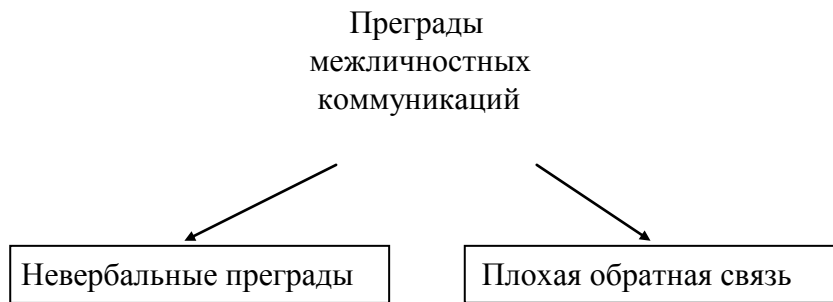 Преграды
межличностных
коммуникаций
Невербальные преграды
Плохая обратная связь